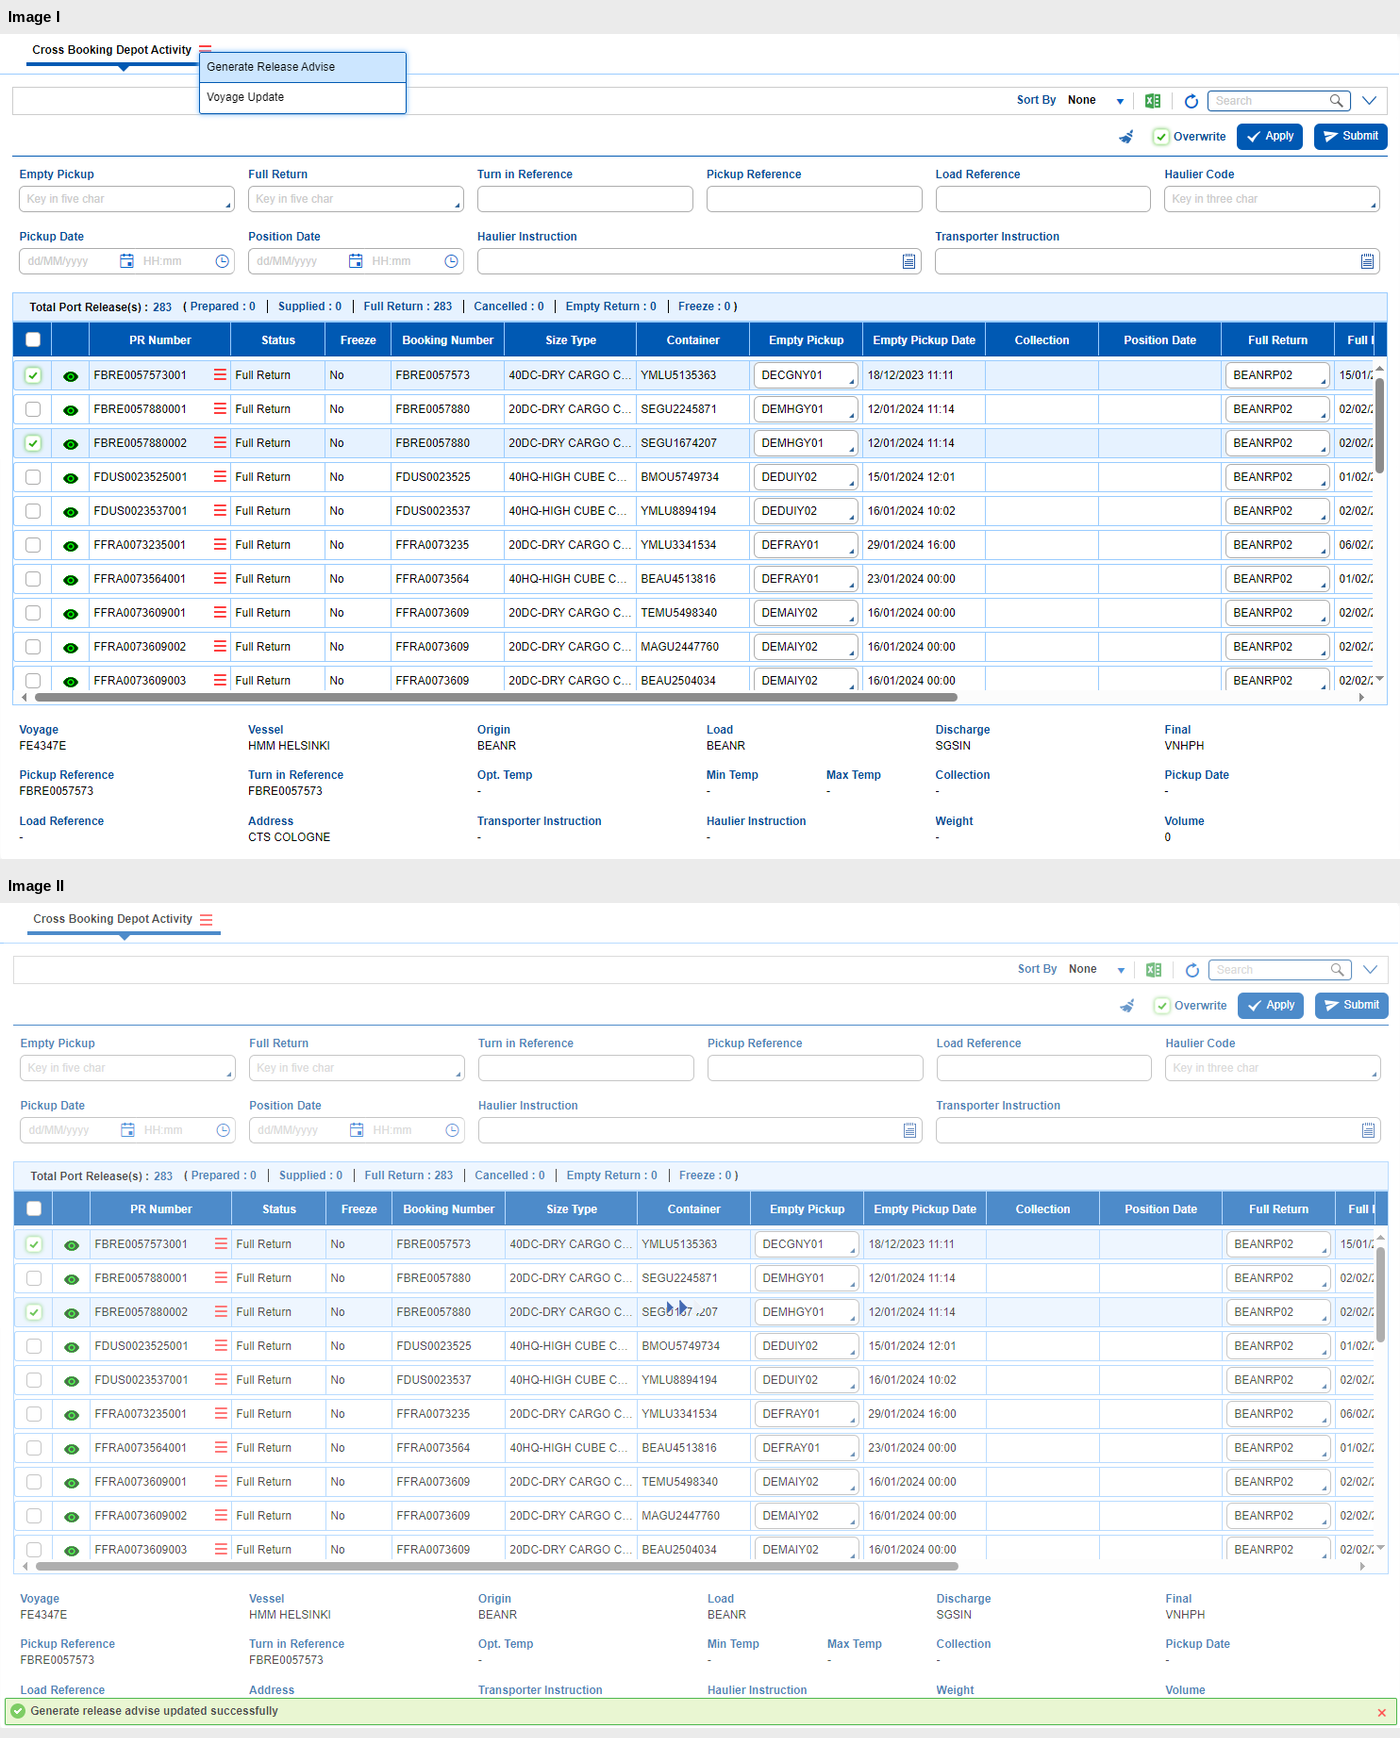 Image I
Cross Booking Depot Activity
Generate Release Advise
Voyage Update
Sort By None Search
Overwrite Apply Submit
Empty Pickup Full Return Turn in Reference Pickup Reference Load Reference Haulier Code
Key in five char Key in five char Key in three char
Pickup Date Position Date Haulier Instruction Transporter Instruction
dd/MM/yyyy HH:mm dd/MM/yyyy HH:mm
Total Port Release(s) : 283 ( Prepared : 0 | Supplied : 0 | Full Return : 283 | Cancelled : 0 | Empty Return : 0 | Freeze : 0 )
PR Number Status Freeze Booking Number Size Type Container Empty Pickup Empty Pickup Date Collection Position Date Full Return Full
FBRE0057573001 Full Return No FBRE0057573 40DC-DRY CARGO C... YMLU5135363 DECGNY01 18/12/2023 11:11 BEANRP02 15/01/2
FBRE0057880001 Full Return No FBRE0057880 20DC-DRY CARGO C... SEGU2245871 DEMHGY01 12/01/2024 11:14 BEANRP02 02/02/2
FBRE0057880002 Full Return No FBRE0057880 20DC-DRY CARGO C... SEGU1674207 DEMHGY01 12/01/2024 11:14 BEANRP02 02/02/2
FDUS0023525001 Full Return No FDUS0023525 40HQ-HIGH CUBE C... BMOU5749734 DEDUIY02 15/01/2024 12:01 BEANRP02 01/02/2
FDUS0023537001 Full Return No FDUS0023537 40HQ-HIGH CUBE C... YMLU8894194 DEDUIY02 16/01/2024 10:02 BEANRP02 02/02/2
FFRA0073235001 Full Return No FFRA0073235 20DC-DRY CARGO C... YMLU3341534 DEFRAY01 29/01/2024 16:00 BEANRP02 06/02/2
FFRA0073564001 Full Return No FFRA0073564 40HQ-HIGH CUBE C... BEAU4513816 DEFRAY01 23/01/2024 00:00 BEANRP02 01/02/2
FFRA0073609001 Full Return No FFRA0073609 20DC-DRY CARGO C... TEMU5498340 DEMAIY02 16/01/2024 00:00 BEANRP02 02/02/2
FFRA0073609002 Full Return No FFRA0073609 20DC-DRY CARGO C... MAGU2447760 DEMAIY02 16/01/2024 00:00 BEANRP02 02/02/2
FFRA0073609003 Full Return No FFRA0073609 20DC-DRY CARGO C... BEAU2504034 DEMAIY02 16/01/2024 00:00 BEANRP02 02/02/2
Voyage Vessel Origin Load Discharge Final
FE4347E HMM HELSINKI BEANR BEANR SGSIN VNHPH
Pickup Reference Turn in Reference Opt. Temp Min Temp Max Temp Collection Pickup Date
FBRE0057573 FBRE0057573 - - - - -
Load Reference Address Transporter Instruction Haulier Instruction Weight Volume
- CTS COLOGNE - - - 0
Image II
Cross Booking Depot Activity
Sort By None Search
Overwrite Apply Submit
Empty Pickup Full Return Turn in Reference Pickup Reference Load Reference Haulier Code
Key in five char Key in five char Key in three char
Pickup Date Position Date Haulier Instruction Transporter Instruction
dd/MM/yyyy HH:mm dd/MM/yyyy HH:mm
Total Port Release(s) : 283 ( Prepared : 0 | Supplied : 0 | Full Return : 283 | Cancelled : 0 | Empty Return : 0 | Freeze : 0 )
PR Number Status Freeze Booking Number Size Type Container Empty Pickup Empty Pickup Date Collection Position Date Full Return Full
FBRE0057573001 Full Return No FBRE0057573 40DC-DRY CARGO C... YMLU5135363 DECGNY01 18/12/2023 11:11 BEANRP02 15/01/2
FBRE0057880001 Full Return No FBRE0057880 20DC-DRY CARGO C... SEGU2245871 DEMHGY01 12/01/2024 11:14 BEANRP02 02/02/2
FBRE0057880002 Full Return No FBRE0057880 20DC-DRY CARGO C... DEMHGY01 12/01/2024 11:14 BEANRP02 02/02/2
FDUS0023525001 Full Return No FDUS0023525 40HQ-HIGH CUBE C... BMOU5749734 DEDUIY02 15/01/2024 12:01 BEANRP02 01/02/2
FDUS0023537001 Full Return No FDUS0023537 40HQ-HIGH CUBE C... YMLU8894194 DEDUIY02 16/01/2024 10:02 BEANRP02 02/02/2
FFRA0073235001 Full Return No FFRA0073235 20DC-DRY CARGO C... YMLU3341534 DEFRAY01 29/01/2024 16:00 BEANRP02 06/02/2
FFRA0073564001 Full Return No FFRA0073564 40HQ-HIGH CUBE C... BEAU4513816 DEFRAY01 23/01/2024 00:00 BEANRP02 01/02/2
FFRA0073609001 Full Return No FFRA0073609 20DC-DRY CARGO C... TEMU5498340 DEMAIY02 16/01/2024 00:00 BEANRP02 02/02/2
FFRA0073609002 Full Return No FFRA0073609 20DC-DRY CARGO C... MAGU2447760 DEMAIY02 16/01/2024 00:00 BEANRP02 02/02/2
FFRA0073609003 Full Return No FFRA0073609 20DC-DRY CARGO C... BEAU2504034 DEMAIY02 16/01/2024 00:00 BEANRP02 02/02/2
Voyage Vessel Origin Load Discharge Final
FE4347E HMM HELSINKI BEANR BEANR SGSIN VNHPH
Pickup Reference Turn in Reference Opt. Temp Min Temp Max Temp Collection Pickup Date
FBRE0057573 FBRE0057573 - - - - -
Load Reference Address Transporter Instruction Haulier Instruction Weight Volume
Generate release advise updated successfully